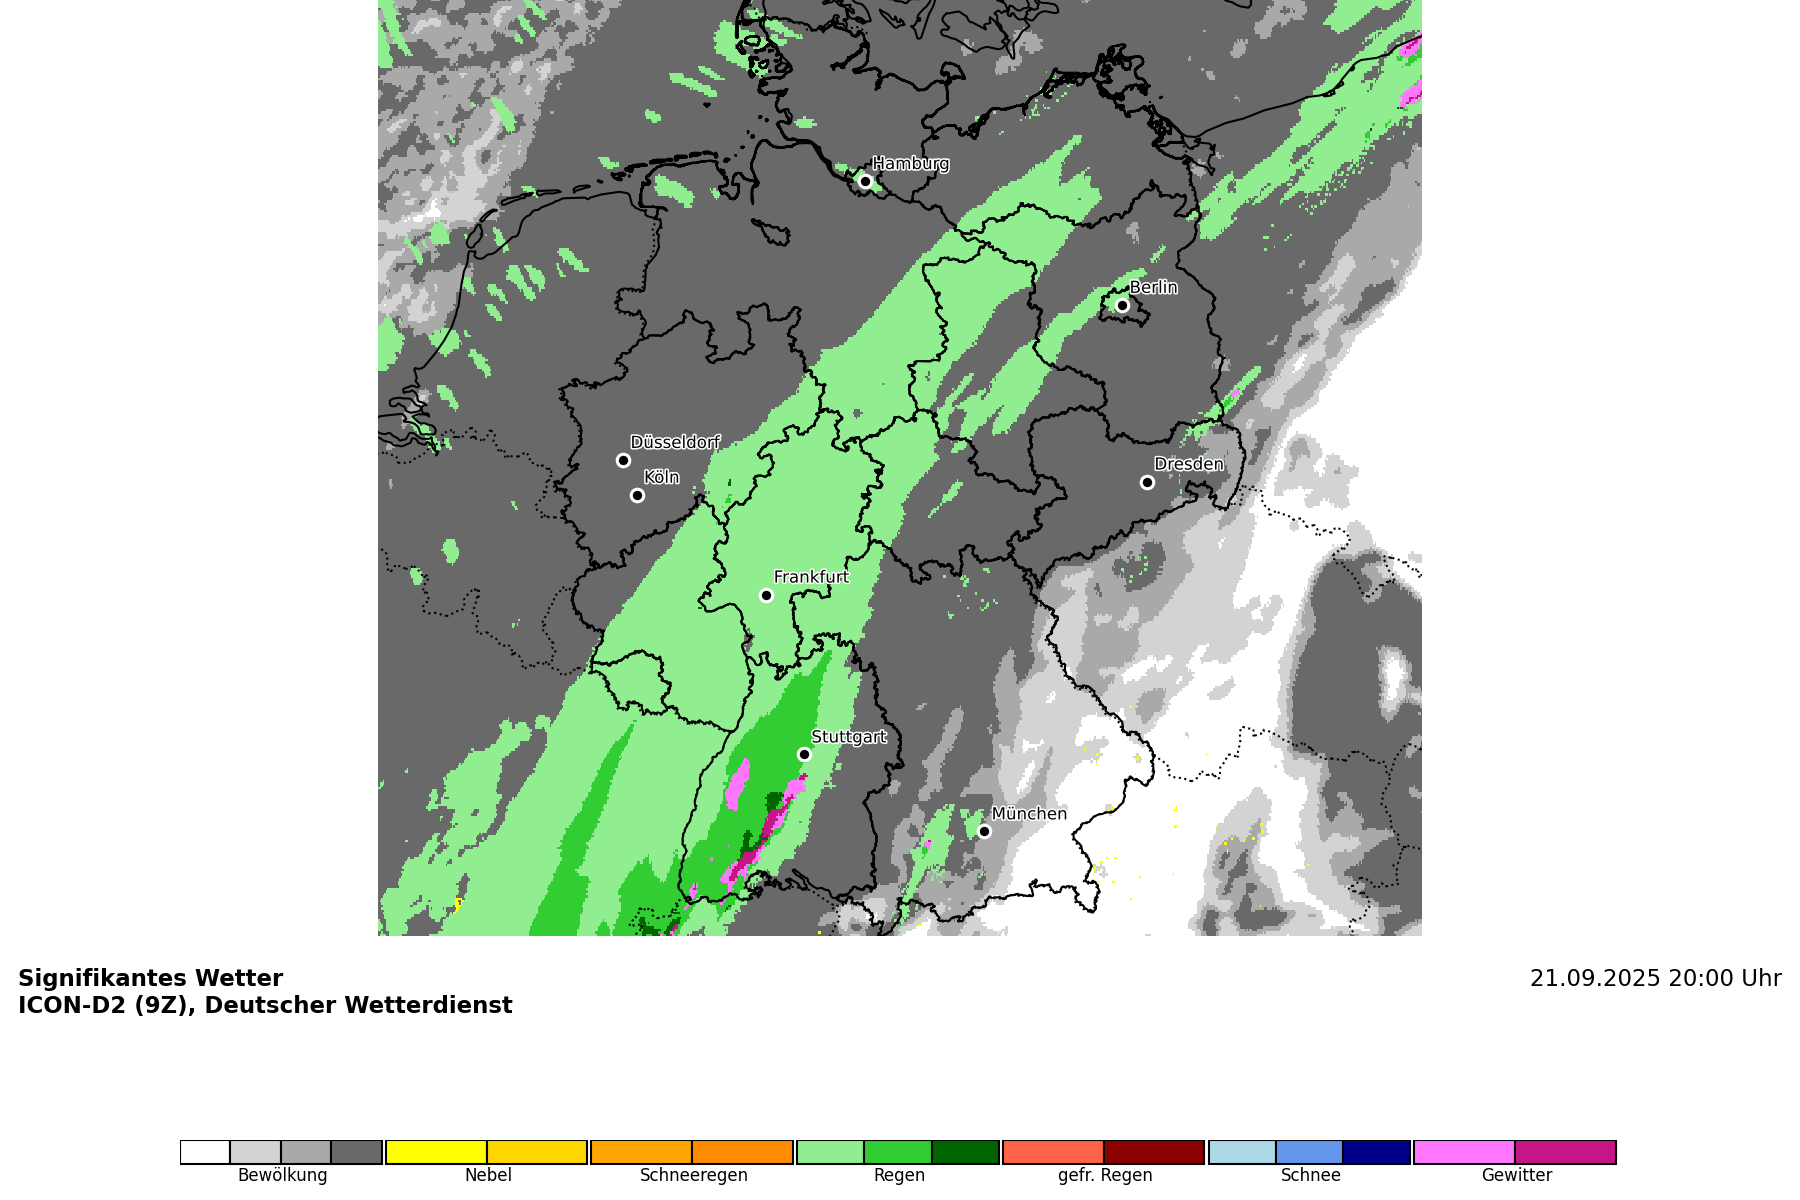 Hamburg
Berlin
Düsseldorf
Köln
Dresden
Frankfurt
Stuttgart
München
Signifikantes Wetter
21.09.2025 20:00 Uhr
ICON-D2 (9Z), Deutscher Wetterdienst
Bewölkung Nebel Schneeregen Regen gefr. Regen Schnee Gewitter